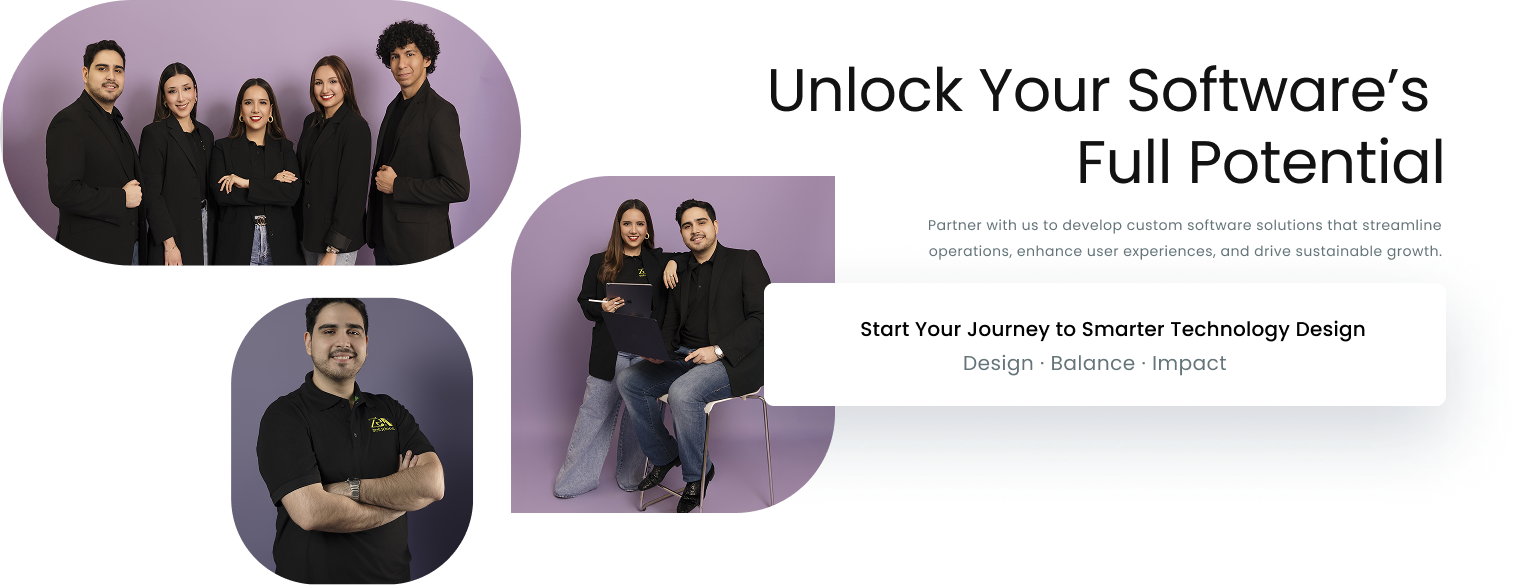 Unlock Your Software’s
Full Potential
Partner with us to develop custom software solutions that streamline
operations, enhance user experiences, and drive sustainable growth.
Start Your Journey to Smarter Technology Design
Design · Balance · Impact